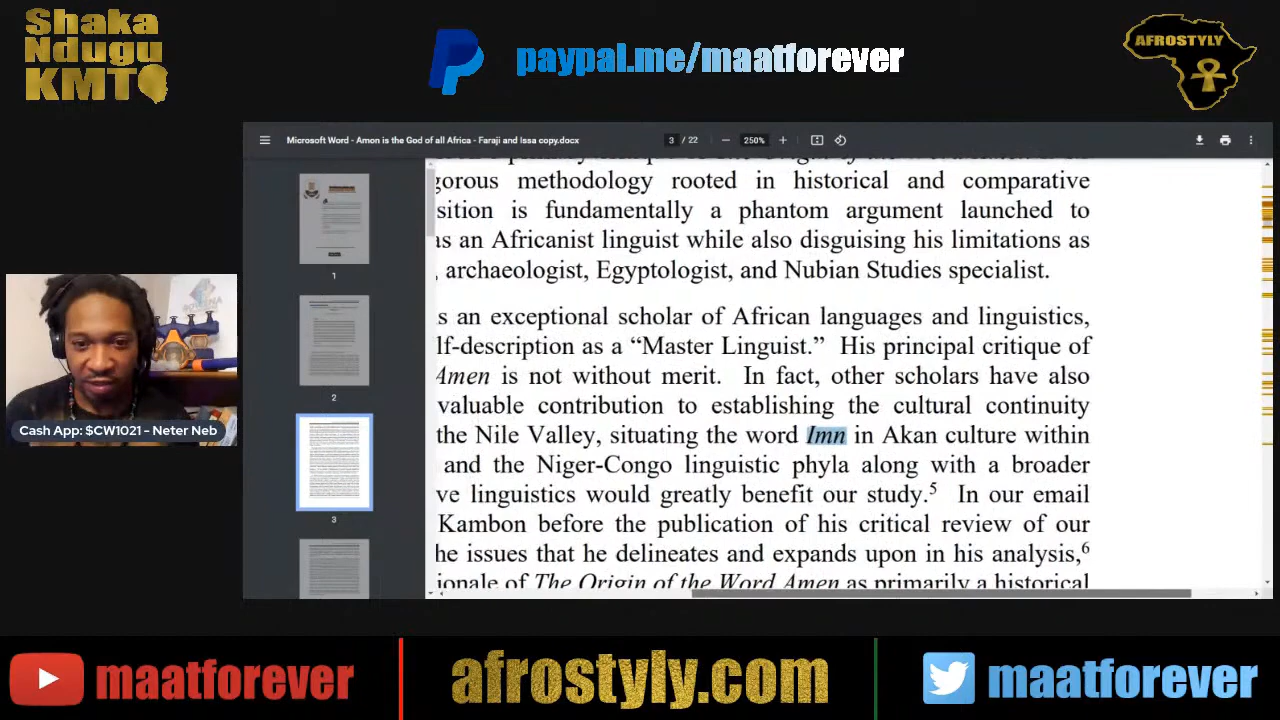 Shaka
Ndugu
KMT
paypal.me/maatforever
AFROSTYLY
Microsoft Word - Amon is the God of all Africa - Faraji and Issa copy.docx
3 / 22
250%
gorous methodology rooted in historical and comparative
sition is fundamentally a phantom argument launched to
as an Africanist linguist while also disguising his limitations as
, archaeologist, Egyptologist, and Nubian Studies specialist.
s an exceptional scholar of African languages and linguistics,
lf-description as a “Master Linguist.” His principal critique of
Amen is not without merit. In fact, other scholars have also
valuable contribution to establishing the cultural continuity
the Nile Valley, situating the word Imn in Akan culture within
and the Niger-Congo linguistic phyla along with a broader
ve linguistics would greatly benefit our study.5 In our email
Kambon before the publication of his critical review of our
he issues that he delineates and expands upon in his analysis,6
ionale of The Origin of the Word Amen as primarily a historical
1
2
3
Cash App: $CW1021 - Neter Neb
maatforever
afrostyly.com
maatforever